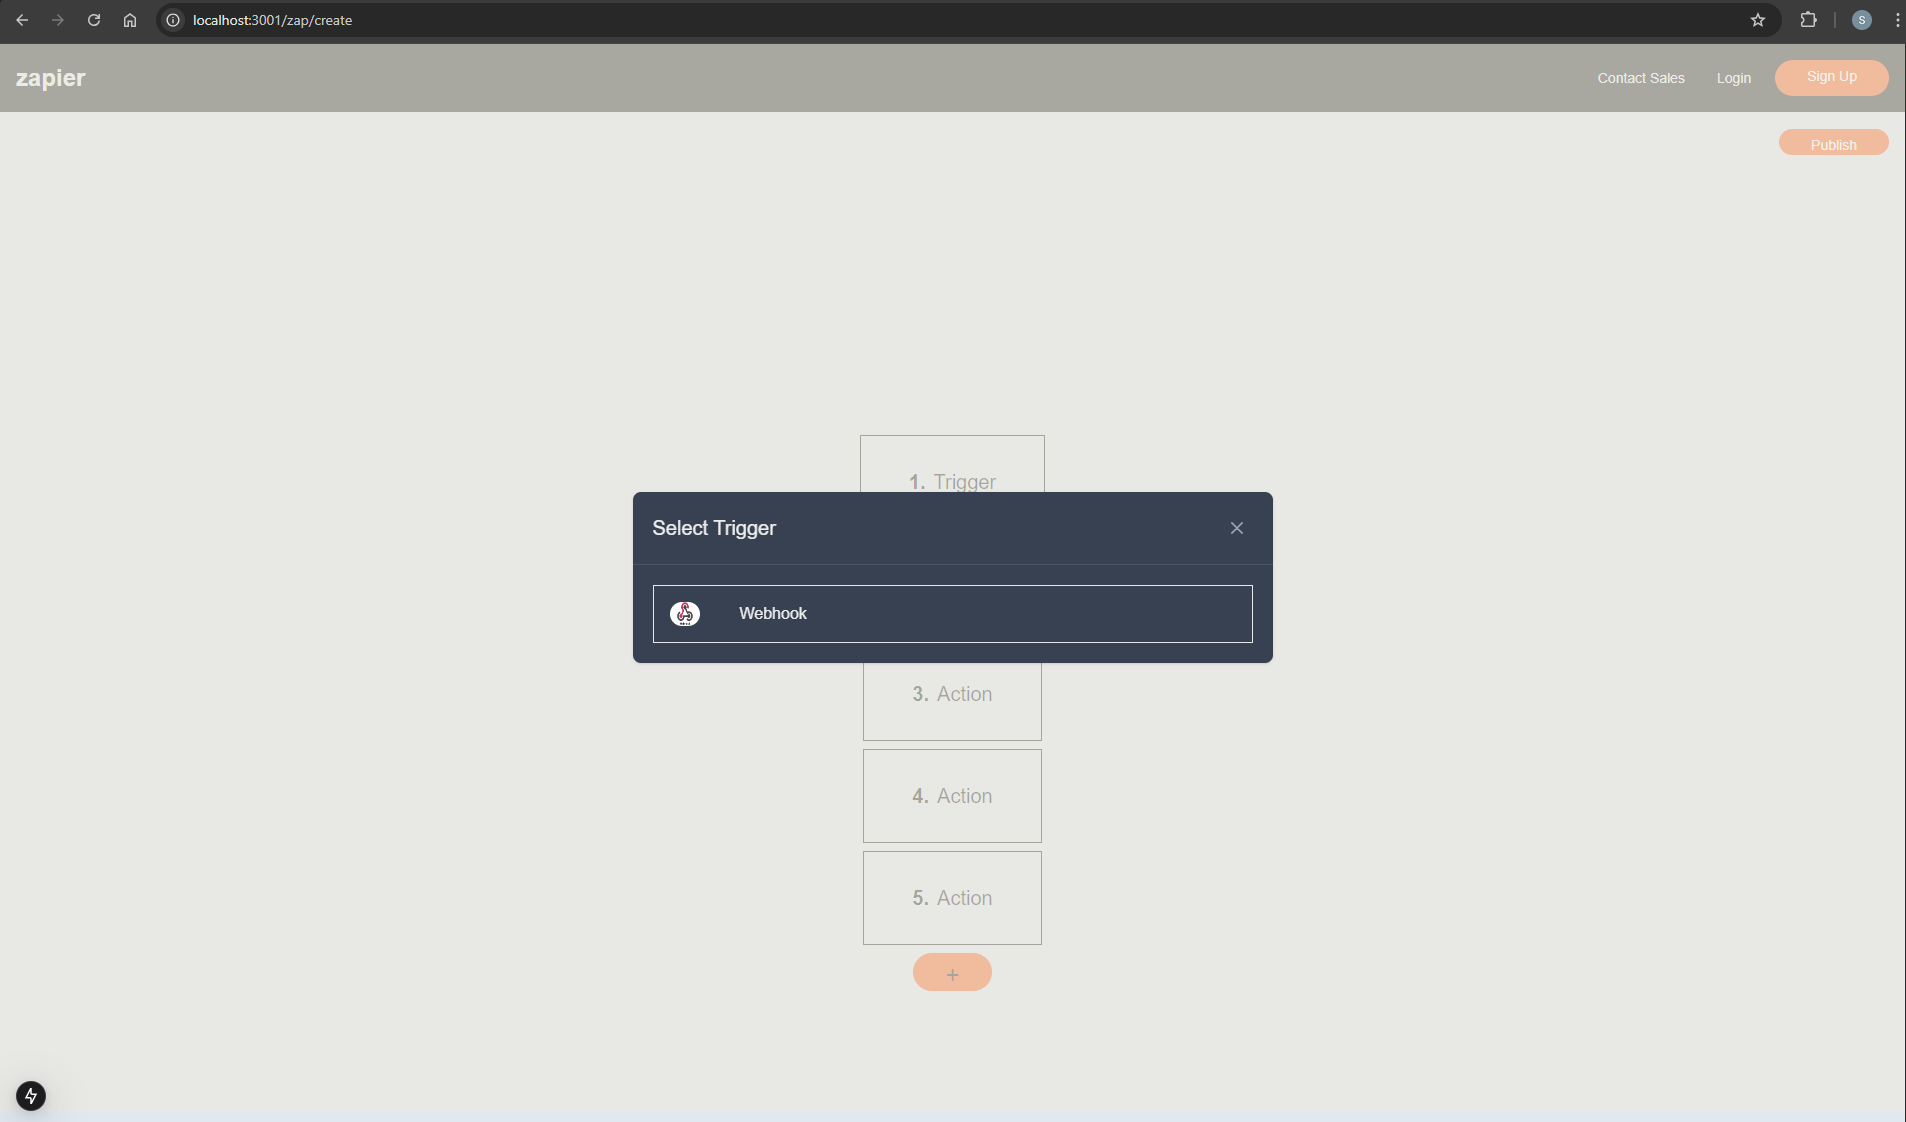 localhost:3001/zap/create
S
zapier
Contact Sales
Login
Sign Up
Publish
1. Trigger
Select Trigger
Webhook
3. Action
4. Action
5. Action
+